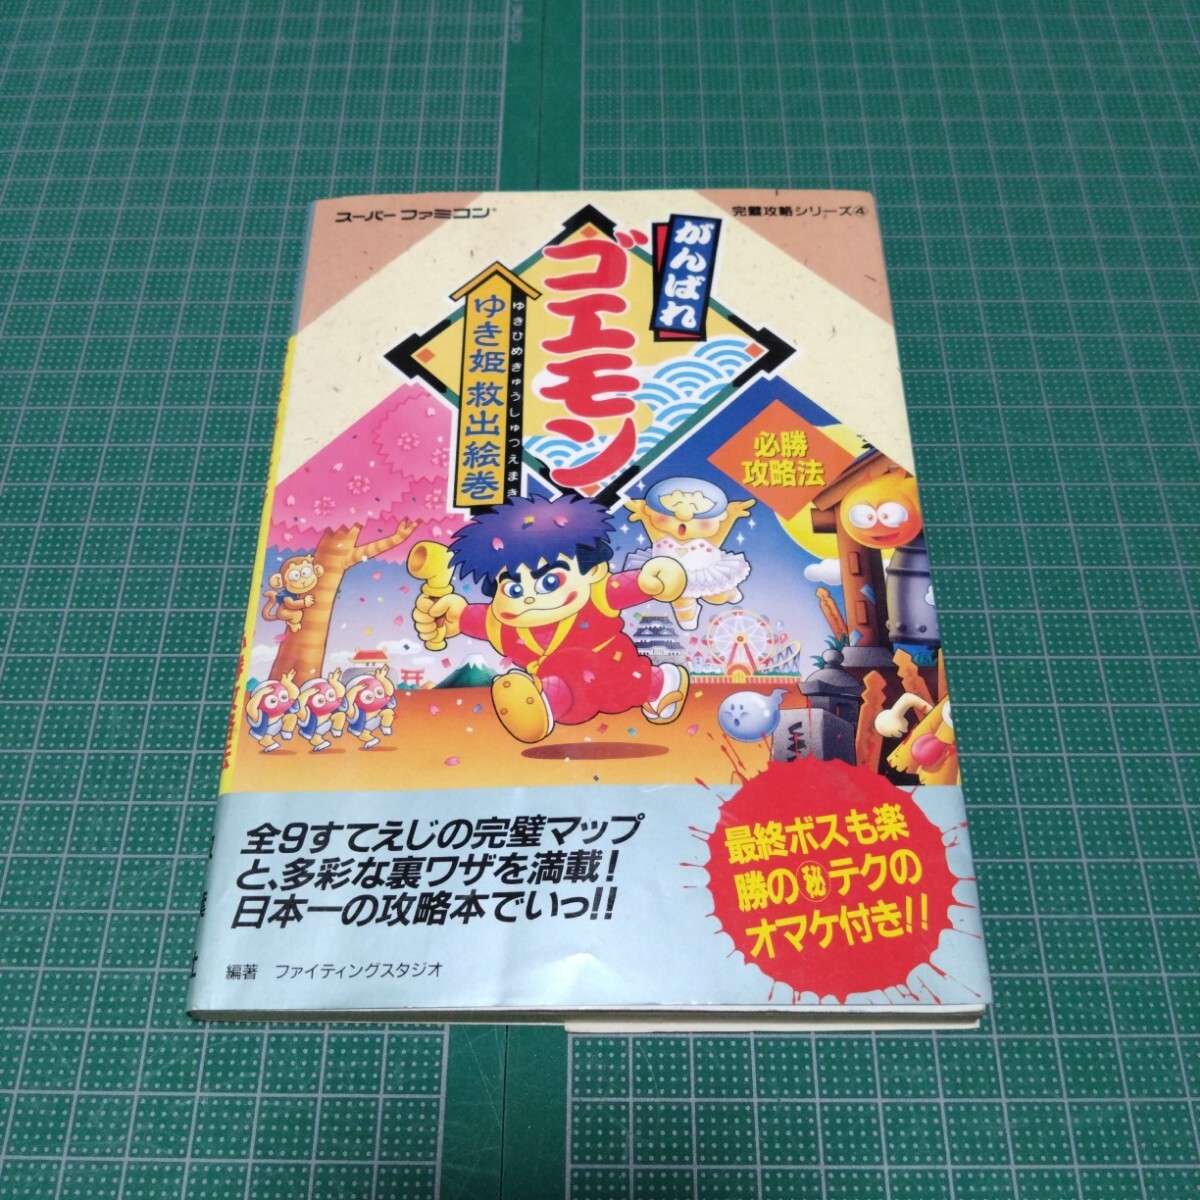 スーパーファミコン
完璧攻略シリーズ④
がんばれ
ゴエモン
ゆきひめきゅうしゅつえまき
ゆき姫救出絵巻
必勝
攻略法
全9すてえじの完璧マップ
と、多彩な裏ワザを満載!
日本一の攻略本でいっ!!
最終ボスも楽
勝の㊙テクの
オマケ付き!!
編著 ファイティングスタジオ